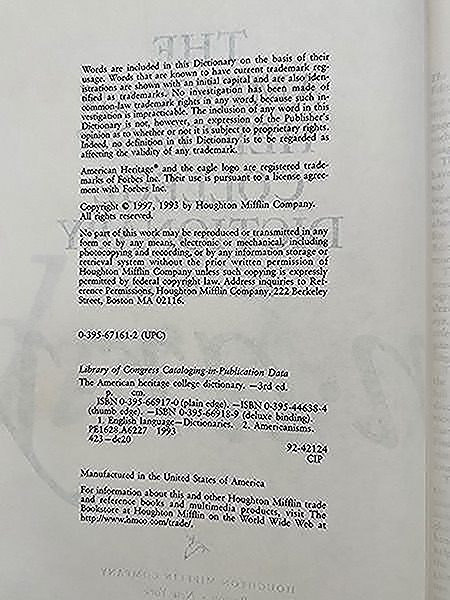 Words are included in this Dictionary on the basis of their
usage. Words that are known to have current trademark reg-
istrations are shown with an initial capital and are also iden-
tified as trademarks. No investigation has been made of
common-law trademark rights in any word, because such in-
vestigation is impracticable. The inclusion of any word in this
Dictionary is not, however, an expression of the Publisher's
opinion as to whether or not it is subject to proprietary rights.
Indeed, no definition in this Dictionary is to be regarded as
affecting the validity of any trademark.
American Heritage® and the eagle logo are registered trade-
marks of Forbes Inc. Their use is pursuant to a license agree-
ment with Forbes Inc.
Copyright © 1997, 1993 by Houghton Mifflin Company.
All rights reserved.
No part of this work may be reproduced or transmitted in any
form or by any means, electronic or mechanical, including
photocopying and recording, or by any information storage or
retrieval system without the prior written permission of
Houghton Mifflin Company unless such copying is expressly
permitted by federal copyright law. Address inquiries to Ref-
erence Permissions, Houghton Mifflin Company, 222 Berkeley
Street, Boston MA 02116.
0-395-67161-2 (UPC)
Library of Congress Cataloging-in-Publication Data
The American heritage college dictionary. —3rd ed.
p. cm.
ISBN 0-395-66917-0 (plain edge). —ISBN 0-395-44638-4
(thumb edge). —ISBN 0-395-66918-9 (deluxe binding)
1. English language—Dictionaries. 2. Americanisms.
PE1628.A6227 1993
423—dc20
92-42124
CIP
Manufactured in the United States of America
For information about this and other Houghton Mifflin trade
and reference books and multimedia products, visit The
Bookstore at Houghton Mifflin on the World Wide Web at
http://www.hmco.com/trade/.